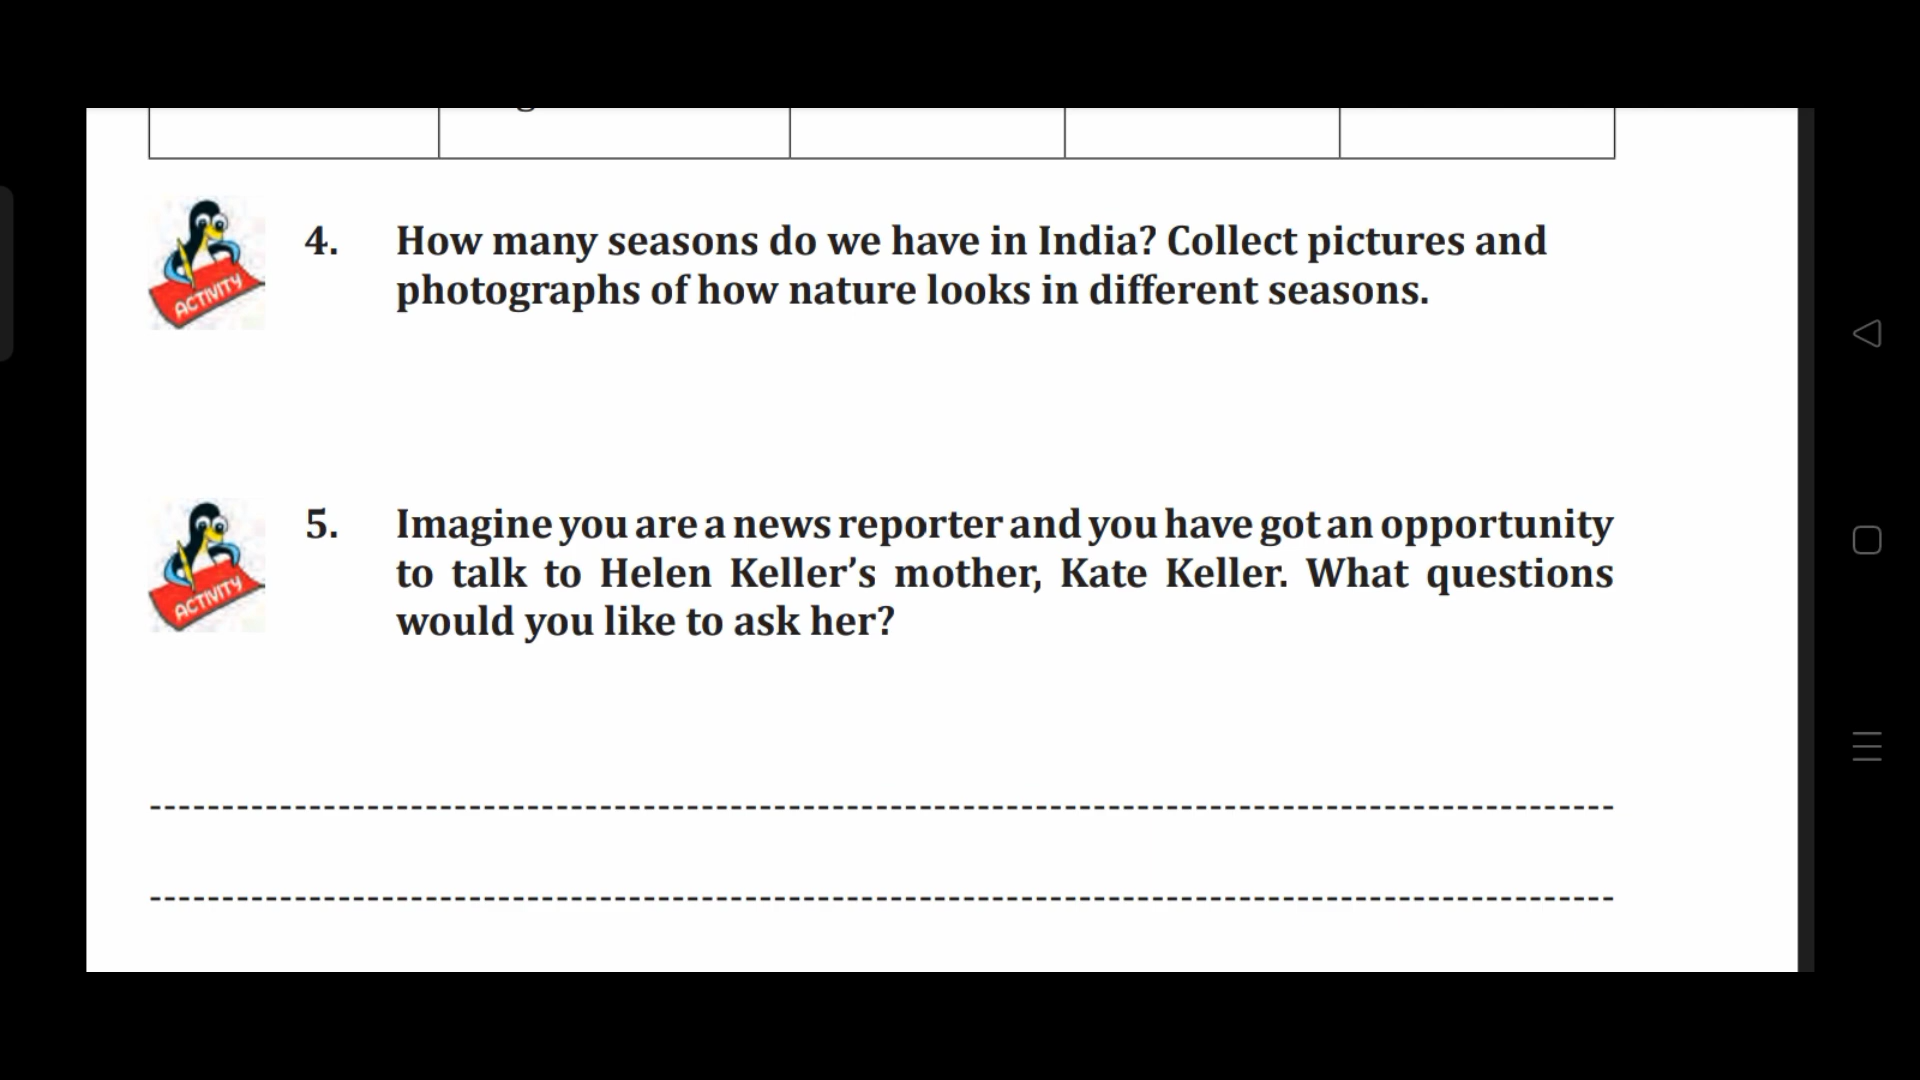 4. How many seasons do we have in India? Collect pictures and
photographs of how nature looks in different seasons.
ACTIVITY
5. Imagine you are a news reporter and you have got an opportunity
to talk to Helen Keller’s mother, Kate Keller. What questions
would you like to ask her?
ACTIVITY